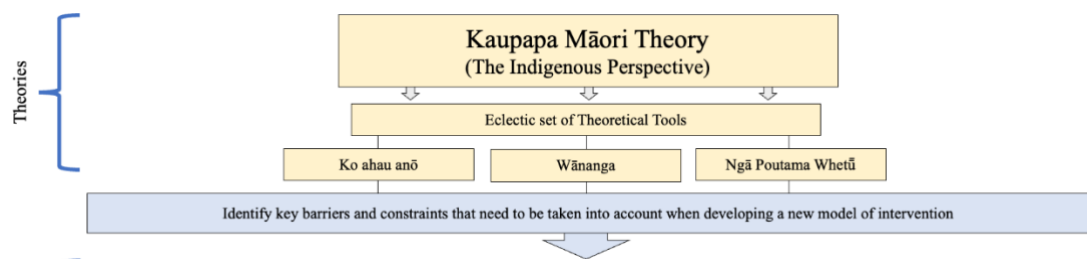 Theories
Kaupapa Māori Theory
(The Indigenous Perspective)
Eclectic set of Theoretical Tools
Ko ahau anō
Wānanga
Ngā Poutama Whetū̄
Identify key barriers and constraints that need to be taken into account when developing a new model of intervention